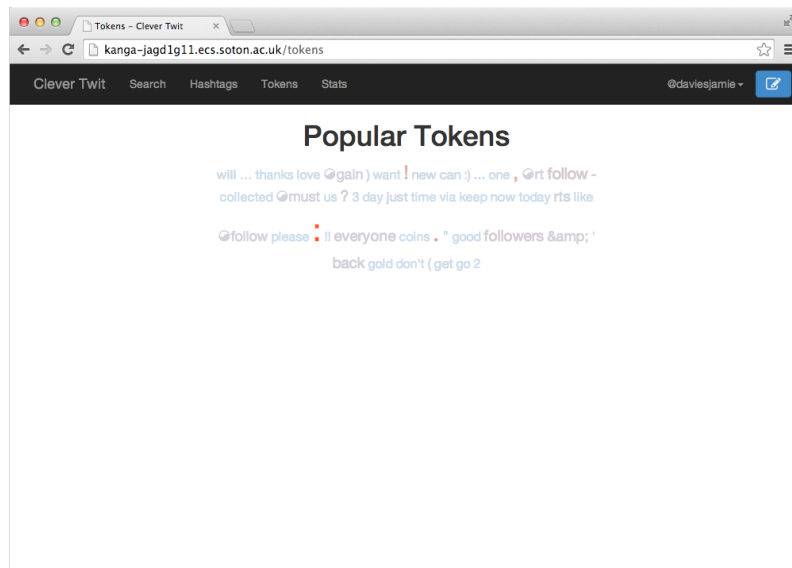 Tokens – Clever Twit
kanga-jagd1g11.ecs.soton.ac.uk/tokens
Clever Twit Search Hashtags Tokens Stats @daviesjamie
Popular Tokens
will ... thanks love gain ) want ! new can :) ... one , rt follow -
collected must us ? 3 day just time via keep now today rts like
follow please : !! everyone coins . " good followers &amp; '
back gold don't ( get go 2